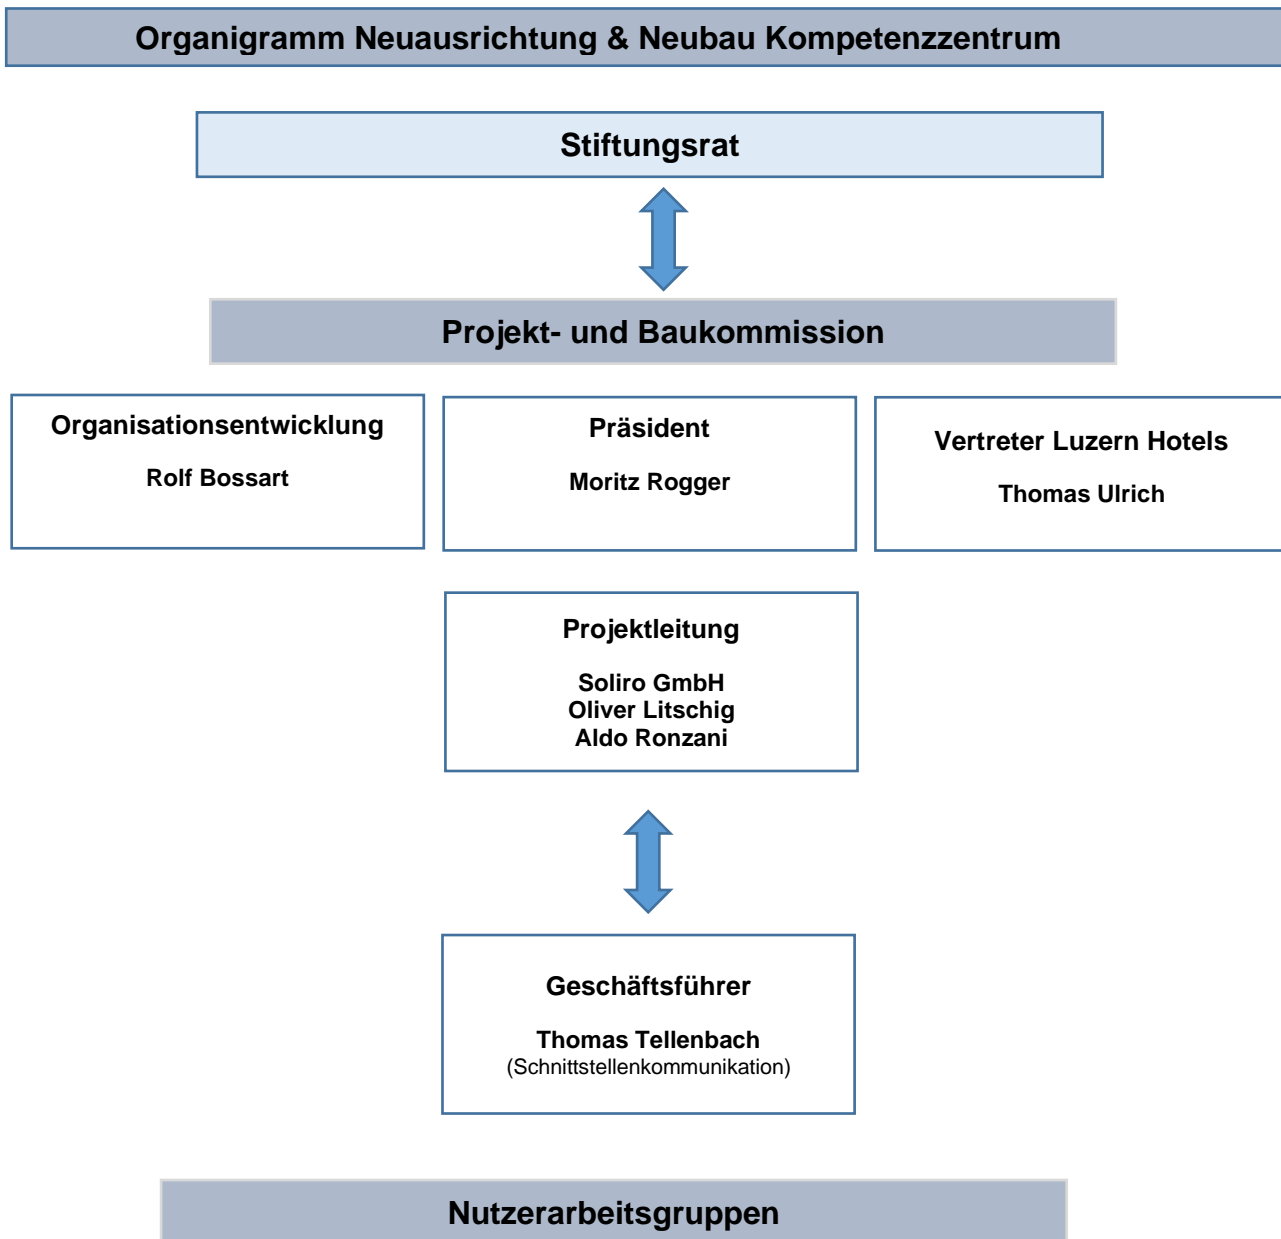 Organigramm Neuausrichtung & Neubau Kompetenzzentrum
Stiftungsrat
Projekt- und Baukommission
Organisationsentwicklung
Rolf Bossart
Präsident
Moritz Rogger
Vertreter Luzern Hotels
Thomas Ulrich
Projektleitung
Soliro GmbH
Oliver Litschig
Aldo Ronzani
Geschäftsführer
Thomas Tellenbach
(Schnittstellenkommunikation)
Nutzerarbeitsgruppen